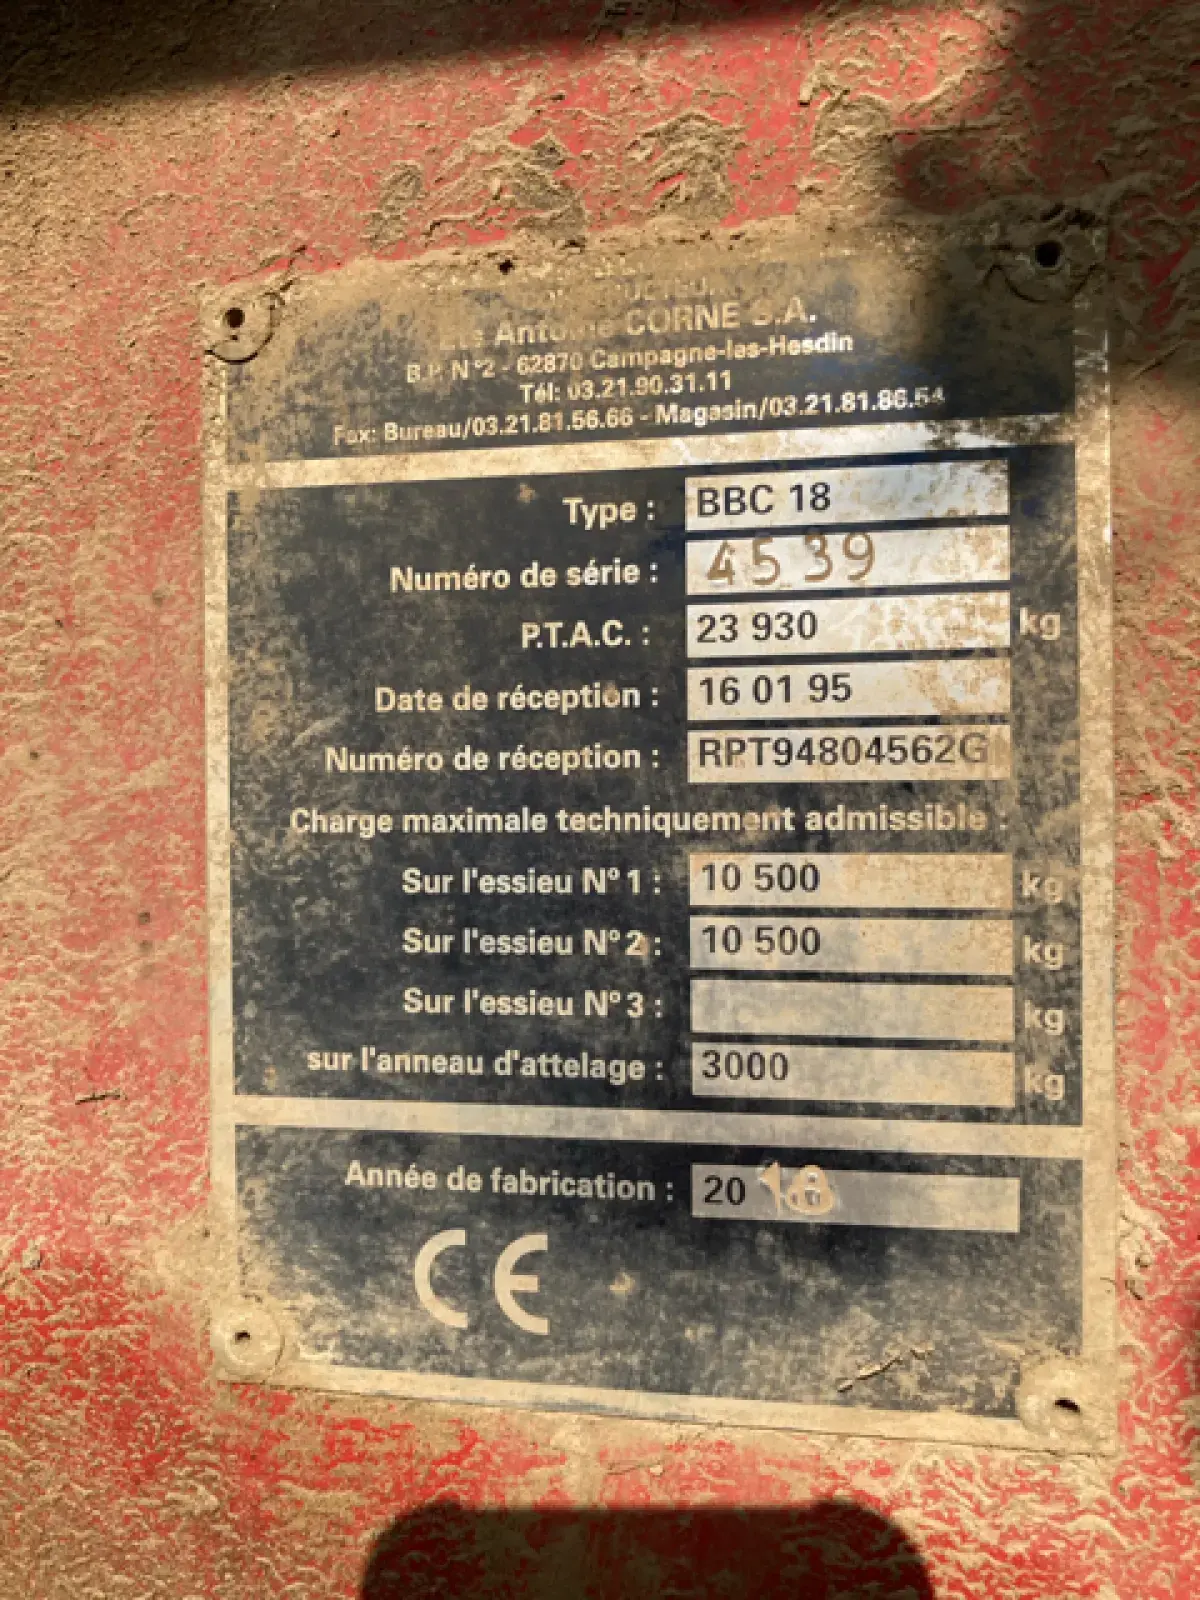 CONSTRUCTEUR
Ets Antoine CORNE S.A.
B.P. N°2 - 62870 Campagne-les-Hesdin
Tél: 03.21.90.31.11
Fax: Bureau/03.21.81.56.66 - Magasin/03.21.81.86.54
Type : BBC 18
Numéro de série : 4539
P.T.A.C. : 23 930 kg
Date de réception : 16 01 95
Numéro de réception : RPT94804562G
Charge maximale techniquement admissible :
Sur l'essieu N° 1 : 10 500 kg
Sur l'essieu N° 2 : 10 500 kg
Sur l'essieu N° 3 : kg
sur l'anneau d'attelage : 3000 kg
Année de fabrication : 20 18
CE